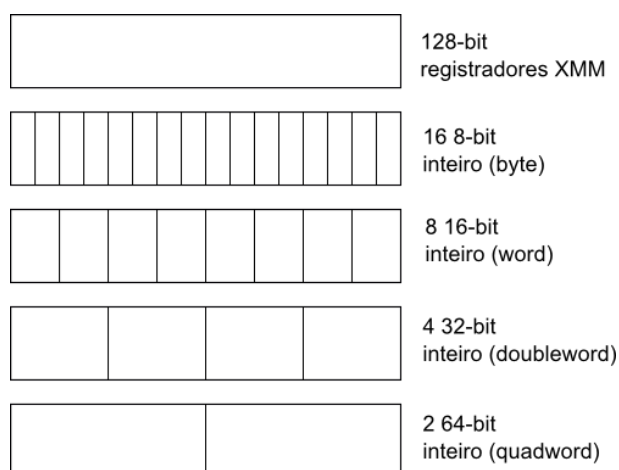 128-bit
registradores XMM
16 8-bit
inteiro (byte)
8 16-bit
inteiro (word)
4 32-bit
inteiro (doubleword)
2 64-bit
inteiro (quadword)